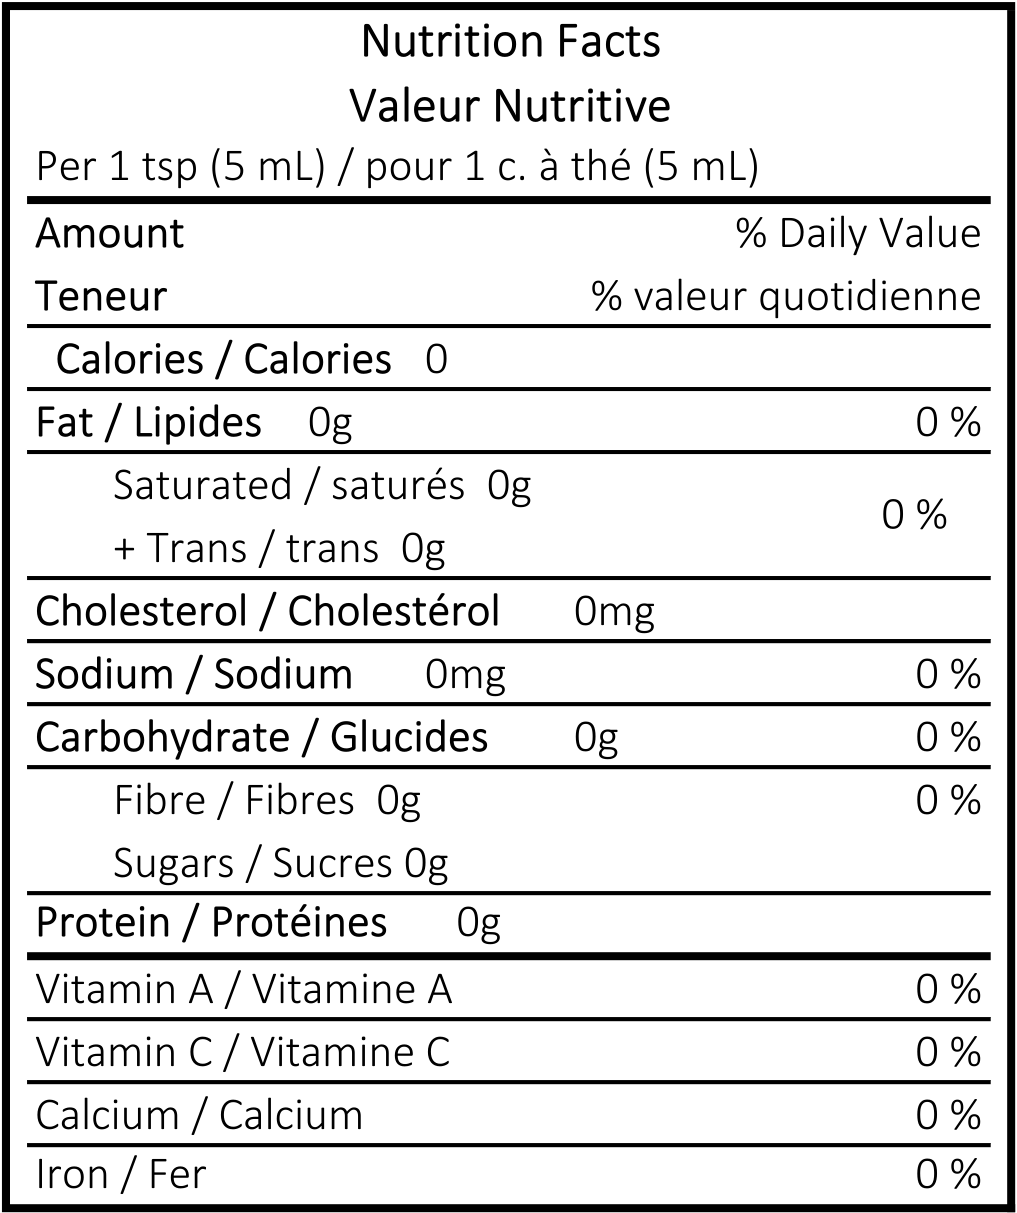 Nutrition Facts
Valeur Nutritive
Per 1 tsp (5 mL) / pour 1 c. à thé (5 mL)
Amount % Daily Value
Teneur % valeur quotidienne
Calories / Calories 0
Fat / Lipides 0g 0 %
Saturated / saturés 0g
0 %
+ Trans / trans 0g
Cholesterol / Cholestérol 0mg
Sodium / Sodium 0mg 0 %
Carbohydrate / Glucides 0g 0 %
Fibre / Fibres 0g 0 %
Sugars / Sucres 0g
Protein / Protéines 0g
Vitamin A / Vitamine A 0 %
Vitamin C / Vitamine C 0 %
Calcium / Calcium 0 %
Iron / Fer 0 %